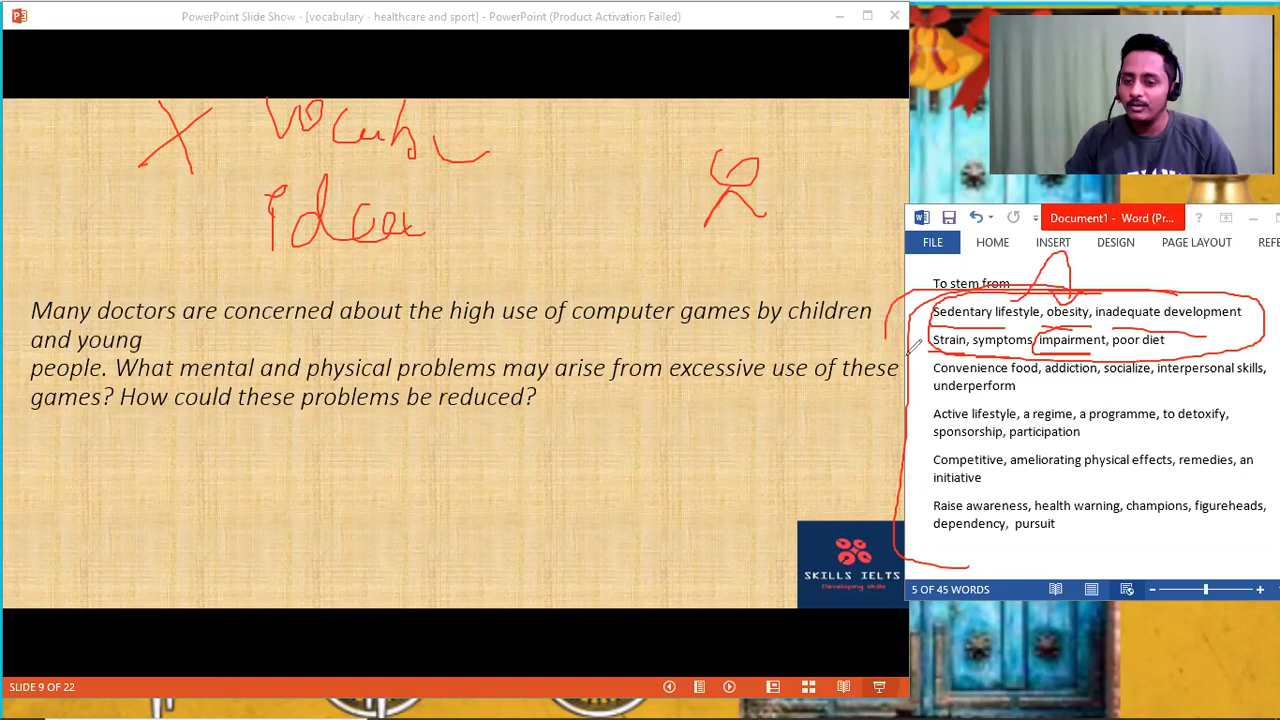 PowerPoint Slide Show - [vocabulary - healthcare and sport] - PowerPoint (Product Activation Failed)
X Vocab
idea
Many doctors are concerned about the high use of computer games by children
and young
people. What mental and physical problems may arise from excessive use of these
games? How could these problems be reduced?
SKILLS IELTS
Developing skills
SLIDE 9 OF 22
Document1 - Word (Pr...
FILE HOME INSERT DESIGN PAGE LAYOUT REFE
To stem from
Sedentary lifestyle, obesity, inadequate development
Strain, symptoms, impairment, poor diet
Convenience food, addiction, socialize, interpersonal skills,
underperform
Active lifestyle, a regime, a programme, to detoxify,
sponsorship, participation
Competitive, ameliorating physical effects, remedies, an
initiative
Raise awareness, health warning, champions, figureheads,
dependency, pursuit
5 OF 45 WORDS